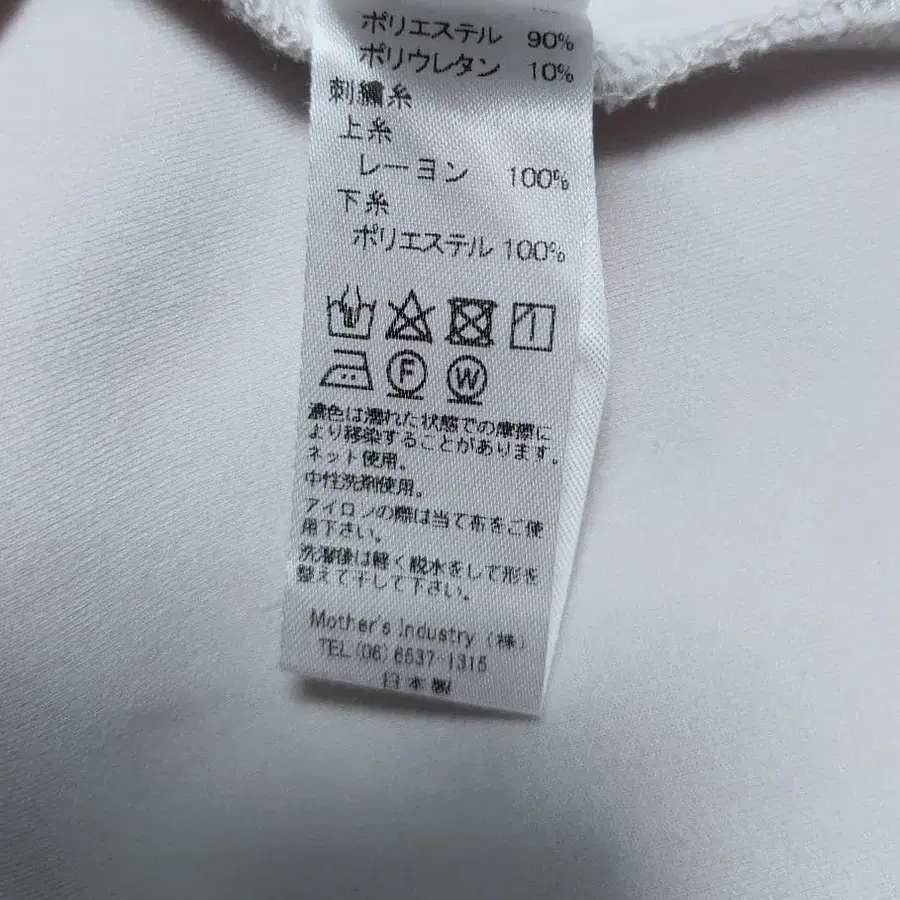 ポリエステル 90%
ポリウレタン 10%
刺繍糸
上糸
レーヨン 100%
下糸
ポリエステル 100%
F W
濃色は濡れた状態での摩擦に
より移染することがあります。
ネット使用。
中性洗剤使用。
アイロンの際は当て布をご使
用下さい。
洗濯後は軽く脱水をして形を
整えて干して下さい。
Mother's Industry (株)
TEL (06) 6537-1315
日本製